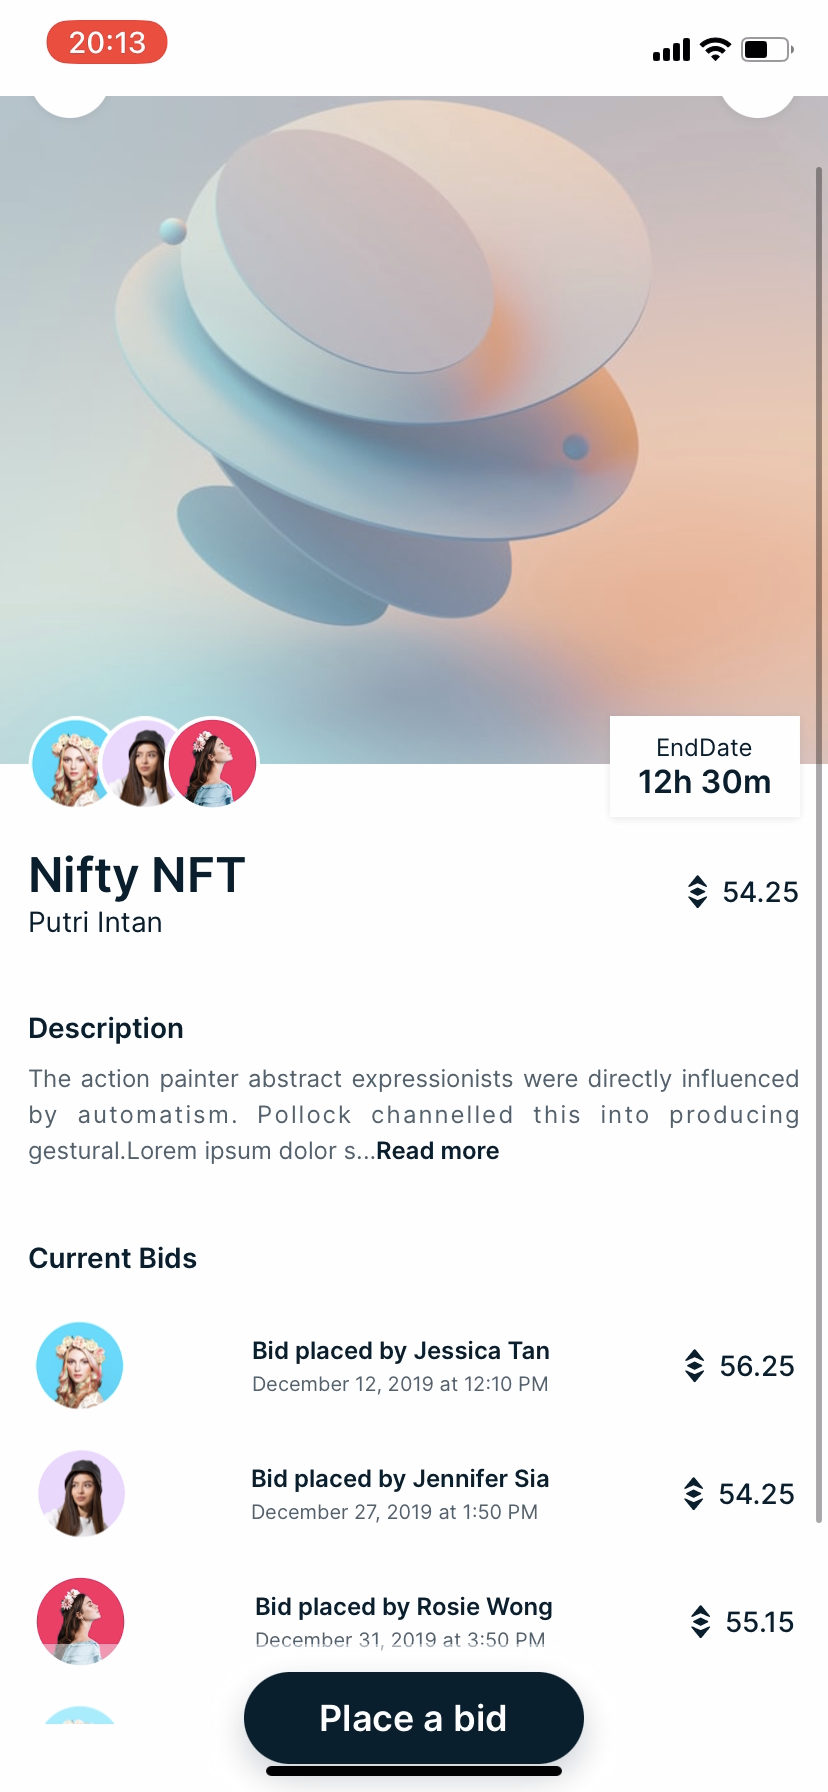 20:13
EndDate
12h 30m
Nifty NFT
54.25
Putri Intan
Description
The action painter abstract expressionists were directly influenced
by automatism. Pollock channelled this into producing
gestural.Lorem ipsum dolor s...Read more
Current Bids
Bid placed by Jessica Tan
56.25
December 12, 2019 at 12:10 PM
Bid placed by Jennifer Sia
54.25
December 27, 2019 at 1:50 PM
Bid placed by Rosie Wong
55.15
December 31, 2019 at 3:50 PM
Place a bid